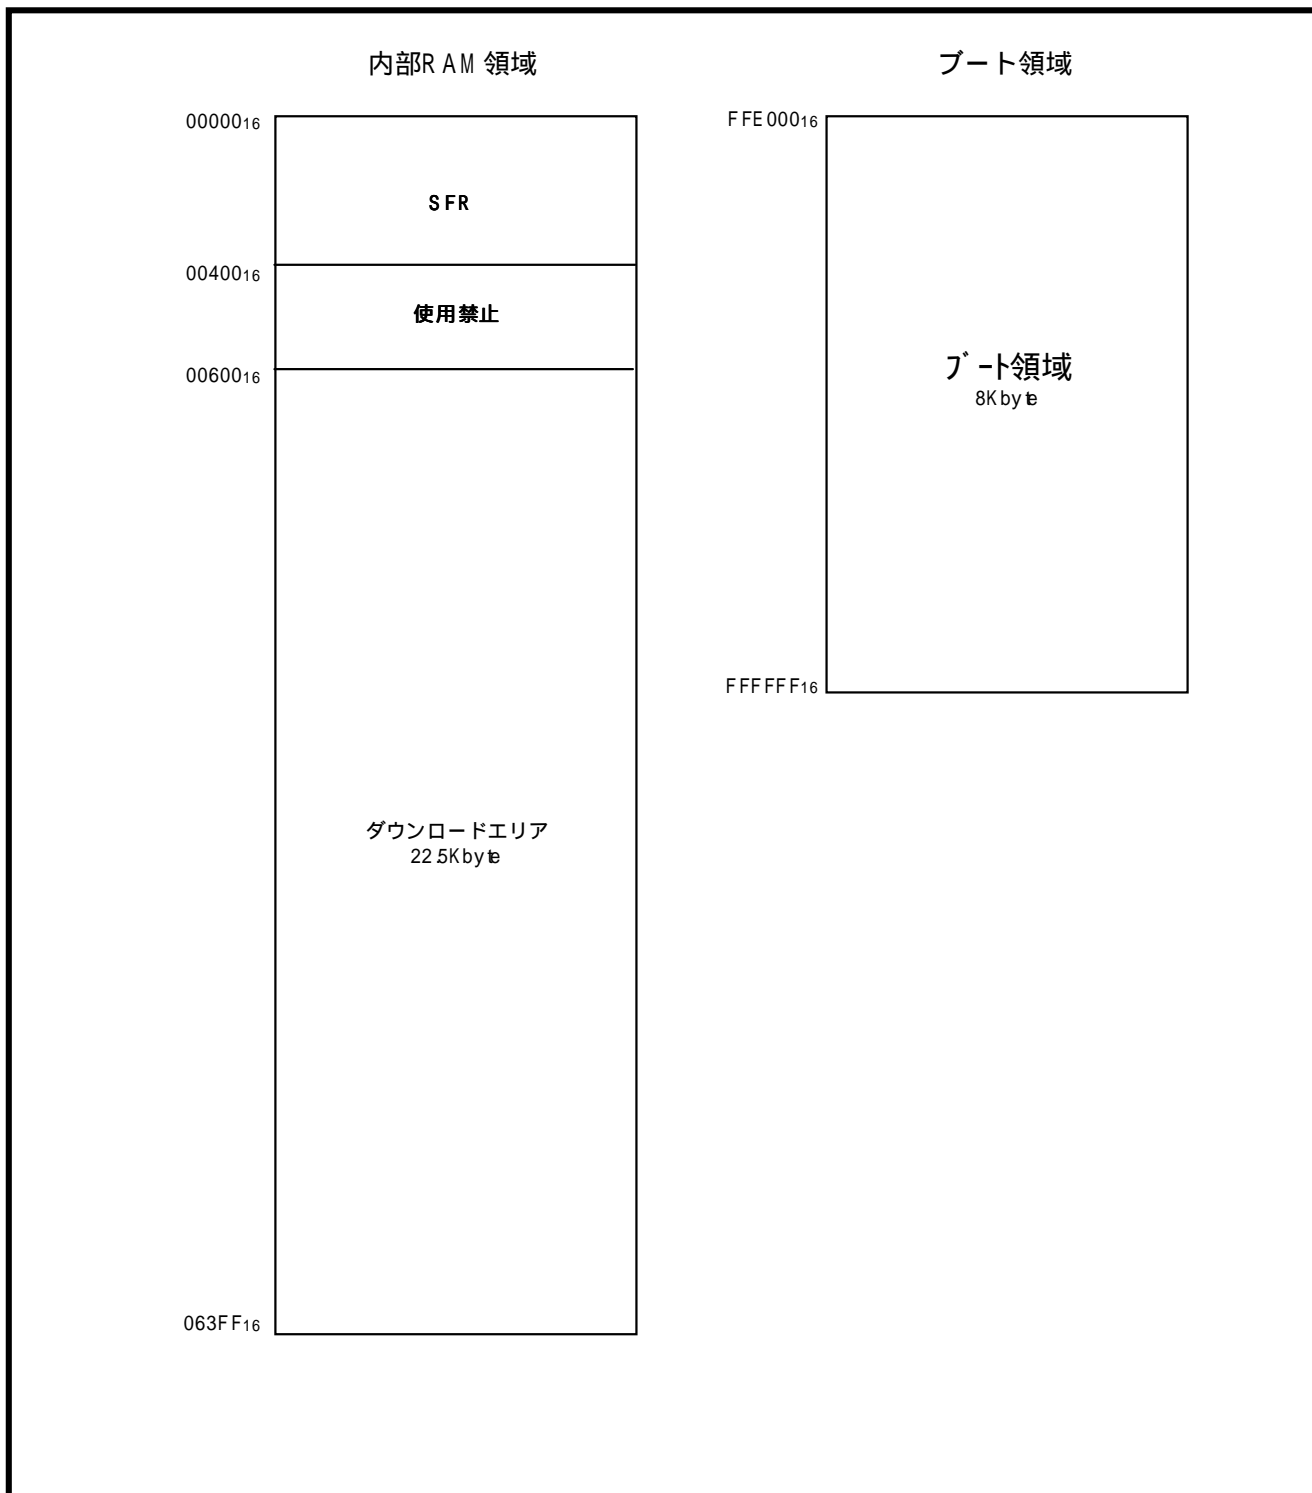 内部RAM領域
00000₁₆
SFR
00400₁₆
使用禁止
00600₁₆
ダウンロードエリア
22.5Kbyte
063FF₁₆
ブート領域
FFE000₁₆
ブート領域
8Kbyte
FFFFFF₁₆